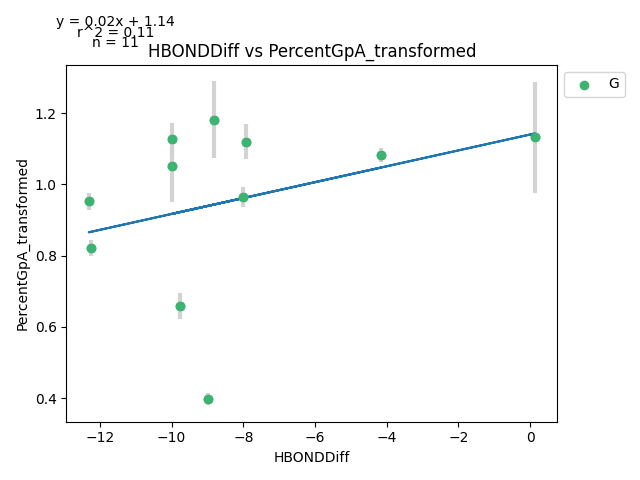 y = 0.02x + 1.14
r^2 = 0.11
n = 11
HBONDDiff vs PercentGpA_transformed
G
1.2
1.0
0.8
0.6
0.4
PercentGpA_transformed
−12
−10
−8
−6
−4
−2
0
HBONDDiff